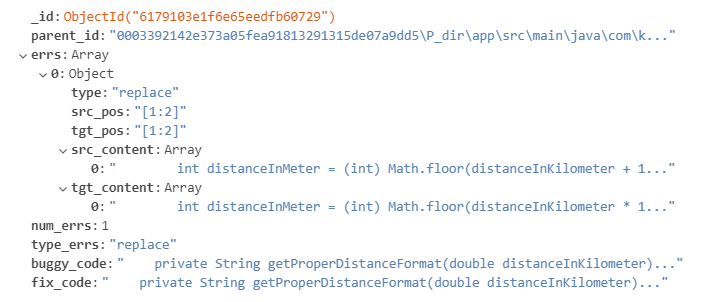 _id: ObjectId("6179103e1f6e65eedfb60729")
parent_id: "0003392142e373a05fea91813291315de07a9dd5\P_dir\app\src\main\java\com\k..."
errs: Array
0: Object
type: "replace"
src_pos: "[1:2]"
tgt_pos: "[1:2]"
src_content: Array
0: "        int distanceInMeter = (int) Math.floor(distanceInKilometer + 1..."
tgt_content: Array
0: "        int distanceInMeter = (int) Math.floor(distanceInKilometer * 1..."
num_errs: 1
type_errs: "replace"
buggy_code: "    private String getProperDistanceFormat(double distanceInKilometer)..."
fix_code: "    private String getProperDistanceFormat(double distanceInKilometer)..."